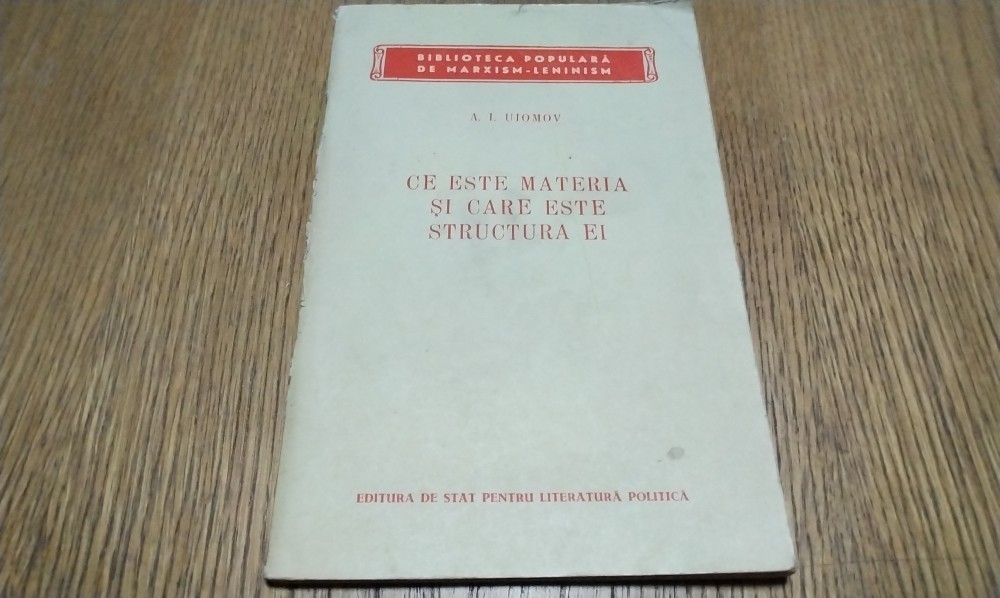 BIBLIOTECA POPULARĂ
DE MARXISM-LENINISM
A. I. UIOMOV
CE ESTE MATERIA
ȘI CARE ESTE
STRUCTURA EI
EDITURA DE STAT PENTRU LITERATURĂ POLITICĂ